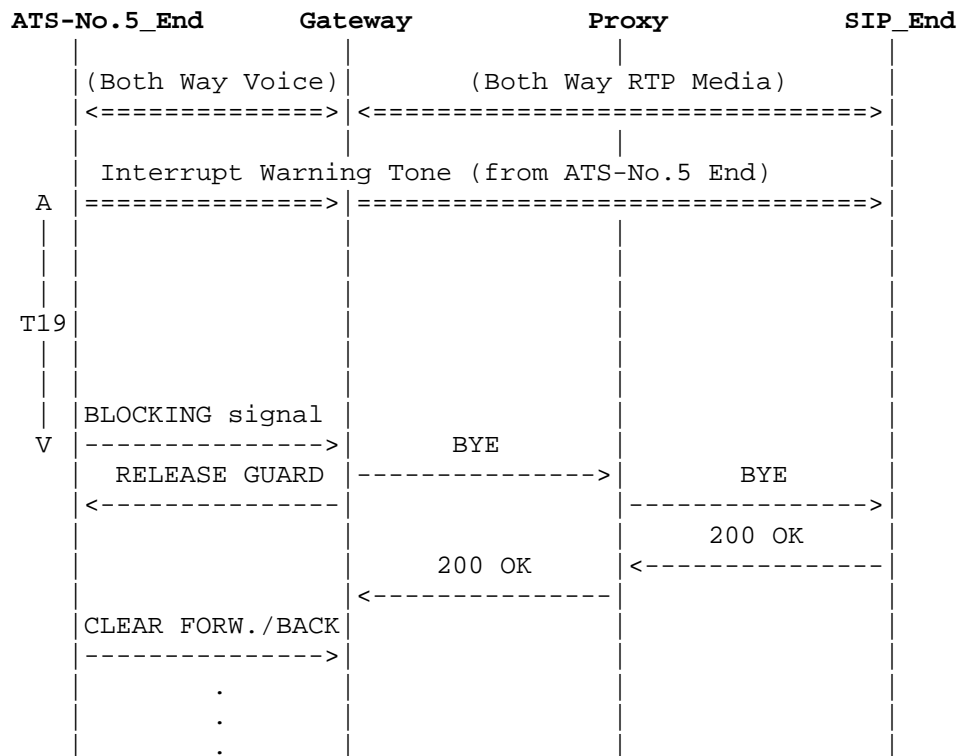 ATS-No.5_End Gateway Proxy SIP_End
(Both Way Voice) (Both Way RTP Media)
<==============> <===============================>
Interrupt Warning Tone (from ATS-No.5 End)
A ===============> ================================>
T19
BLOCKING signal
V ---------------> BYE
RELEASE GUARD ---------------> BYE
<--------------- --------------->
200 OK
200 OK <---------------
<---------------
CLEAR FORW./BACK
--------------->
.
.
.